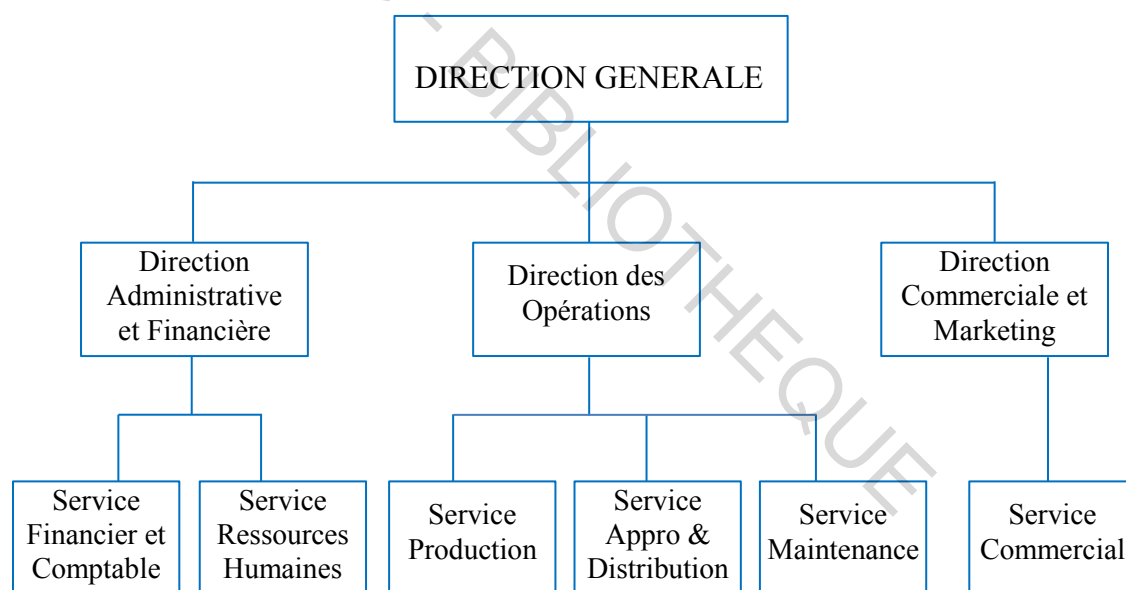 DIRECTION GENERALE
Direction
Administrative
et Financière
Direction des
Opérations
Direction
Commerciale et
Marketing
Service
Financier et
Comptable
Service
Ressources
Humaines
Service
Production
Service
Appro &
Distribution
Service
Maintenance
Service
Commercial
- BIBLIOTHEQUE